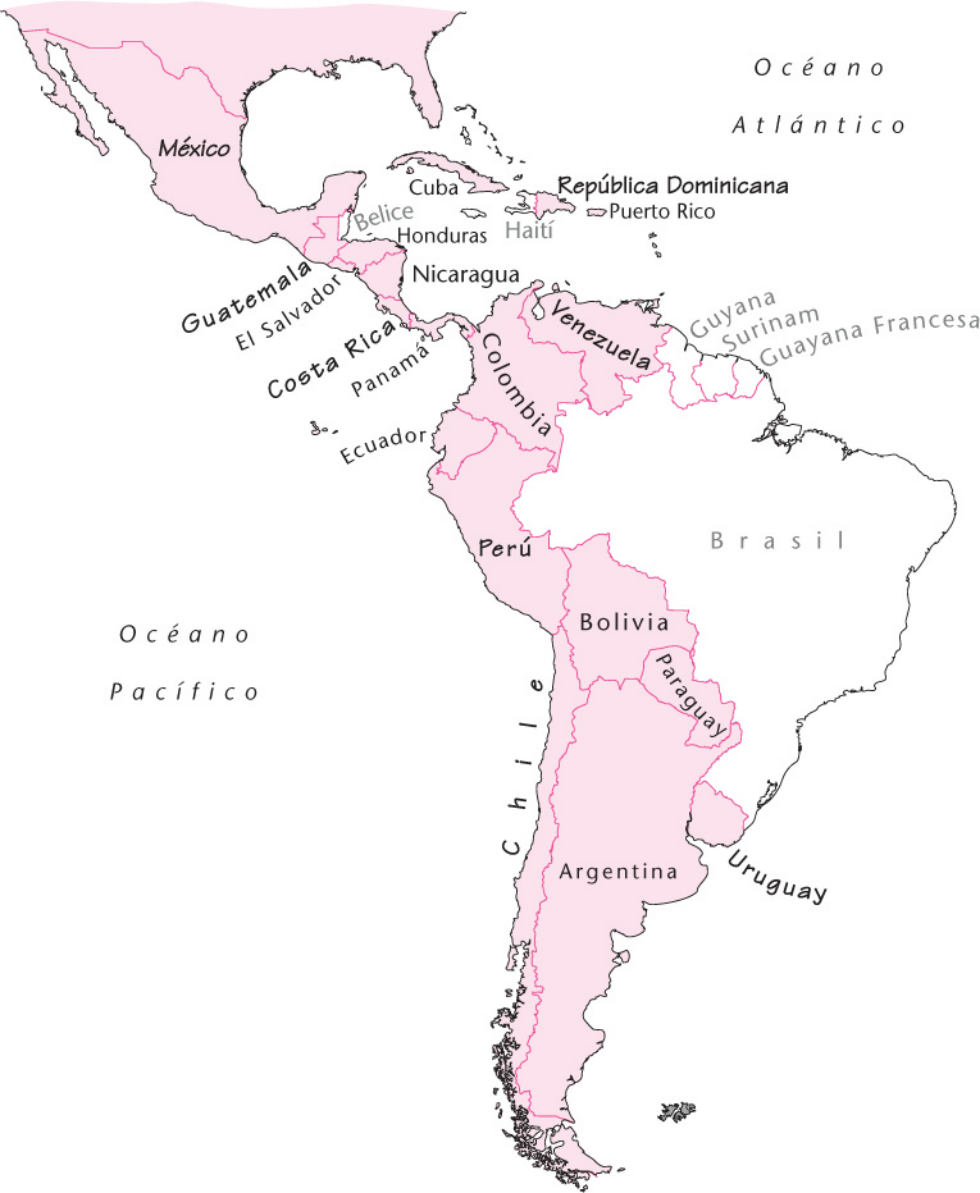 Océano
Atlántico
México
Cuba
República Dominicana
Puerto Rico
Belice
Haití
Honduras
Nicaragua
Guatemala
El Salvador
Costa Rica
Panamá
Venezuela
Guyana
Surinam
Guayana Francesa
Colombia
Ecuador
Perú
Brasil
Bolivia
Océano
Pacífico
Paraguay
Chile
Argentina
Uruguay